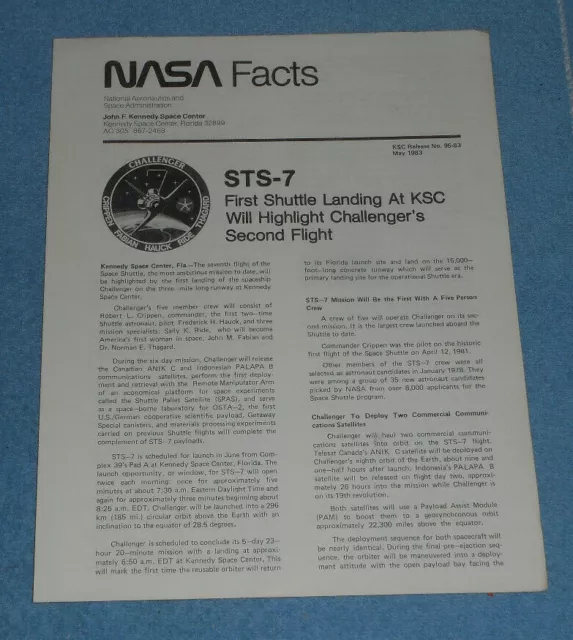 NASA Facts
National Aeronautics and
Space Administration
John F. Kennedy Space Center
Kennedy Space Center, Florida 32899
AC 305 867-2468
KSC Release No. 95-83
May 1983
CHALLENGER
CRIPPEN FABIAN HAUCK RIDE THAGARD
STS-7
First Shuttle Landing At KSC
Will Highlight Challenger's
Second Flight
Kennedy Space Center, Fla.—The seventh flight of the
Space Shuttle, the most ambitious mission to date, will
be highlighted by the first landing of the spaceship
Challenger on the three-mile long runway at Kennedy
Space Center.
Challenger's five member crew will consist of
Robert L. Crippen, commander, the first two-time
shuttle astronaut; pilot Frederick H. Hauck, and three
mission specialists; Sally K. Ride, who will become
America's first woman in space, John M. Fabian and
Dr. Norman E. Thagard.
During the six day mission, Challenger will release
the Canadian ANIK C and Indonesian PALAPA B
communications satellites, perform the first deploy-
ment and retrieval with the Remote Manipulator Arm
of an economical platform for space experiments
called the Shuttle Pallet Satellite (SPAS), and serve
as a space-borne laboratory for OSTA-2, the first
U.S./German cooperative scientific payload. Getaway
Special canisters, and materials processing experiments
carried on previous Shuttle flights will complete the
complement of STS-7 payloads.
STS-7 is scheduled for launch in June from Com-
plex 39's Pad A at Kennedy Space Center, Florida. The
launch opportunity, or window, for STS-7 will open
twice each morning: once for approximately five
minutes at about 7:30 a.m. Eastern Daylight Time and
again for approximately three minutes beginning about
8:25 a.m. EDT. Challenger will be launched into a 296
km (185 mi.) circular orbit above the Earth with an
inclination to the equator of 28.5 degrees.
Challenger is scheduled to conclude its 5-day 23-
hour 20-minute mission with a landing at approxi-
mately 6:50 a.m. EDT at Kennedy Space Center. This
will mark the first time the reusable orbiter will return
to its Florida launch site and land on the 15,000-
foot-long concrete runway which will serve as the
primary landing site for the operational Shuttle era.
STS-7 Mission Will Be the First With A Five Person
Crew
A crew of five will operate Challenger on its sec-
ond mission. It is the largest crew launched aboard the
Shuttle to date.
Commander Crippen was the pilot on the historic
first flight of the Space Shuttle on April 12, 1981.
Other members of the STS-7 crew were all
selected as astronaut candidates in January 1978. They
were among a group of 35 new astronaut candidates
picked by NASA from over 8,000 applicants for the
Space Shuttle program.
Challenger To Deploy Two Commercial Communi-
cations Satellites
Challenger will haul two commercial communi-
cations satellites into orbit on the STS-7 flight.
Telesat Canada's ANIK C satellite will be deployed on
Challenger's eighth orbit of the Earth, about nine and
one-half hours after launch. Indonesia's PALAPA B
satellite will be released on flight day two, approxi-
mately 26 hours into the mission while Challenger is
on its 19th revolution.
Both satellites will use a Payload Assist Module
(PAM) to boost them to a geosynchronous orbit
approximately 22,300 miles above the equator.
The deployment sequence for both spacecraft will
be nearly identical. During the final pre-ejection seq-
uence, the orbiter will be maneuvered into a deploy-
ment attitude with the open payload bay facing the